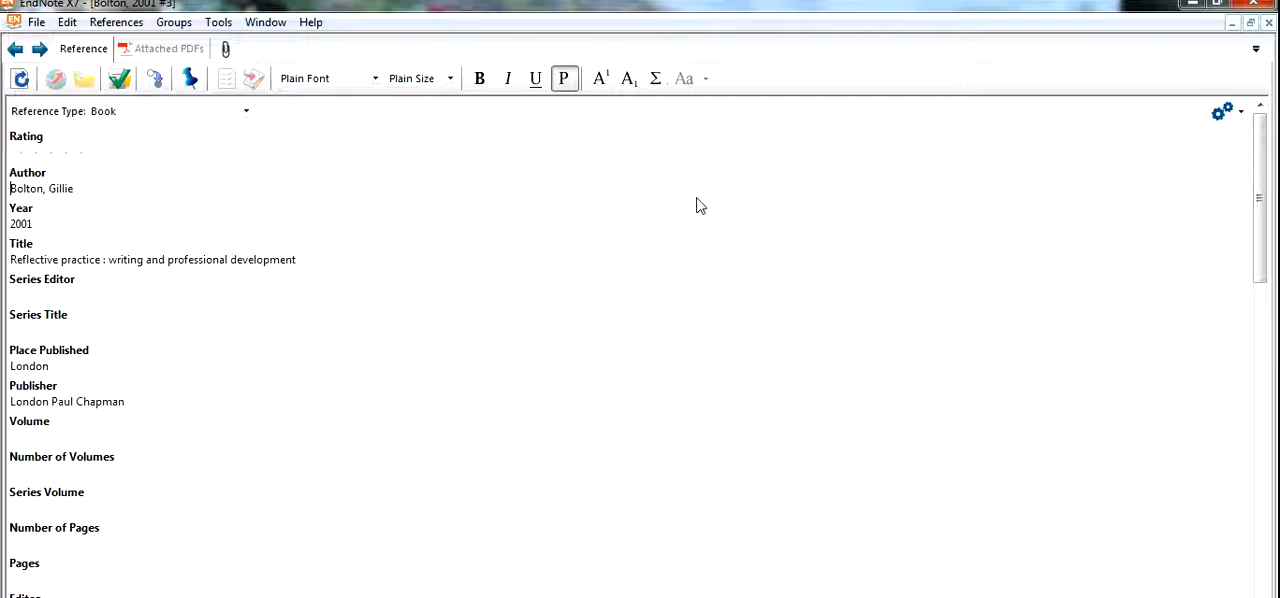 EndNote X7 - [Bolton, 2001 #3]
File Edit References Groups Tools Window Help
Reference Attached PDFs
Plain Font Plain Size B I U P A1 A1 Σ Aa
Reference Type: Book
Rating
Author
Bolton, Gillie
Year
2001
Title
Reflective practice : writing and professional development
Series Editor
Series Title
Place Published
London
Publisher
London Paul Chapman
Volume
Number of Volumes
Series Volume
Number of Pages
Pages
Editor